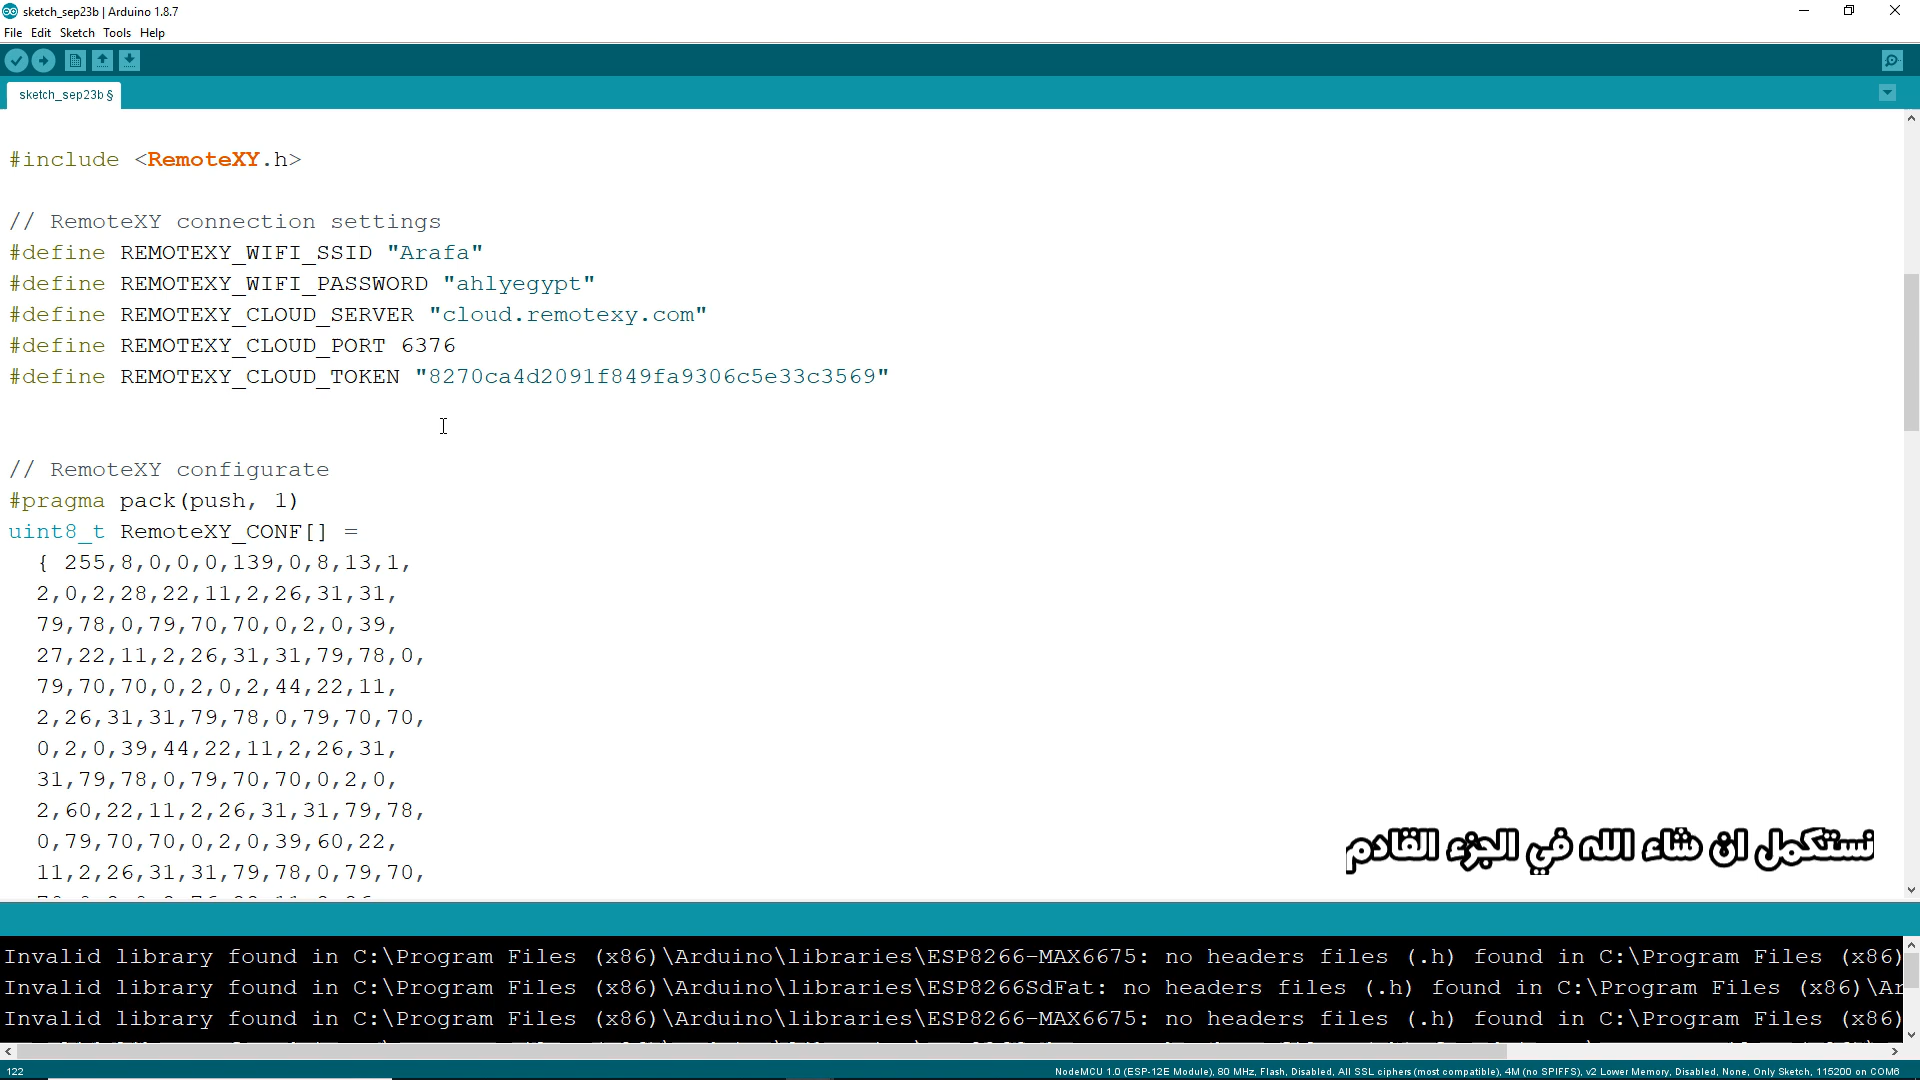 sketch_sep23b | Arduino 1.8.7
File Edit Sketch Tools Help
sketch_sep23b §
#include <RemoteXY.h>
// RemoteXY connection settings
#define REMOTEXY_WIFI_SSID "Arafa"
#define REMOTEXY_WIFI_PASSWORD "ahlyegypt"
#define REMOTEXY_CLOUD_SERVER "cloud.remotexy.com"
#define REMOTEXY_CLOUD_PORT 6376
#define REMOTEXY_CLOUD_TOKEN "8270ca4d2091f849fa9306c5e33c3569"
// RemoteXY configurate
#pragma pack(push, 1)
uint8_t RemoteXY_CONF[] =
{ 255,8,0,0,0,139,0,8,13,1,
2,0,2,28,22,11,2,26,31,31,
79,78,0,79,70,70,0,2,0,39,
27,22,11,2,26,31,31,79,78,0,
79,70,70,0,2,0,2,44,22,11,
2,26,31,31,79,78,0,79,70,70,
0,2,0,39,44,22,11,2,26,31,
31,79,78,0,79,70,70,0,2,0,
2,60,22,11,2,26,31,31,79,78,
0,79,70,70,0,2,0,39,60,22,
11,2,26,31,31,79,78,0,79,70,
نستكمل ان شاء الله في الجزء القادم
Invalid library found in C:\Program Files (x86)\Arduino\libraries\ESP8266-MAX6675: no headers files (.h) found in C:\Program Files (x86)
Invalid library found in C:\Program Files (x86)\Arduino\libraries\ESP8266SdFat: no headers files (.h) found in C:\Program Files (x86)\Ar
Invalid library found in C:\Program Files (x86)\Arduino\libraries\ESP8266-MAX6675: no headers files (.h) found in C:\Program Files (x86)
122
NodeMCU 1.0 (ESP-12E Module), 80 MHz, Flash, Disabled, All SSL ciphers (most compatible), 4M (no SPIFFS), v2 Lower Memory, Disabled, None, Only Sketch, 115200 on COM6